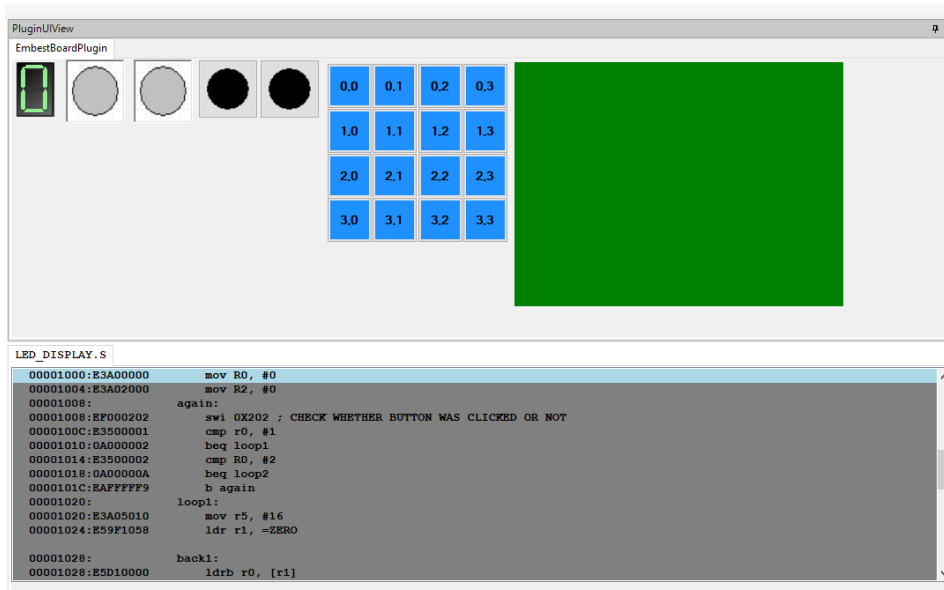 PluginUIView
EmbestBoardPlugin
0
0,0 0,1 0,2 0,3
1,0 1,1 1,2 1,3
2,0 2,1 2,2 2,3
3,0 3,1 3,2 3,3
LED_DISPLAY.S
00001000:E3A00000 mov R0, #0
00001004:E3A02000 mov R2, #0
00001008: again:
00001008:EF000202 swi 0X202 ; CHECK WHETHER BUTTON WAS CLICKED OR NOT
0000100C:E3500001 cmp r0, #1
00001010:0A000002 beq loop1
00001014:E3500002 cmp R0, #2
00001018:0A00000A beq loop2
0000101C:EAFFFFF9 b again
00001020: loop1:
00001020:E3A05010 mov r5, #16
00001024:E59F1058 ldr r1, =ZERO
00001028: back1:
00001028:E5D10000 ldrb r0, [r1]